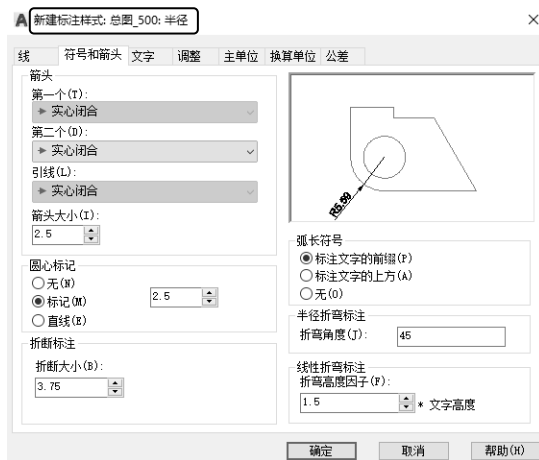 新建标注样式: 总图_500: 半径
线 符号和箭头 文字 调整 主单位 换算单位 公差
箭头
第一个(T):
实心闭合
第二个(D):
实心闭合
引线(L):
实心闭合
箭头大小(I):
2.5
圆心标记
无(N)
标记(M)
2.5
直线(E)
折断标注
折断大小(B):
3.75
R5.59
弧长符号
标注文字的前缀(P)
标注文字的上方(A)
无(O)
半径折弯标注
折弯角度(J): 45
线性折弯标注
折弯高度因子(F):
1.5 * 文字高度
确定 取消 帮助(H)